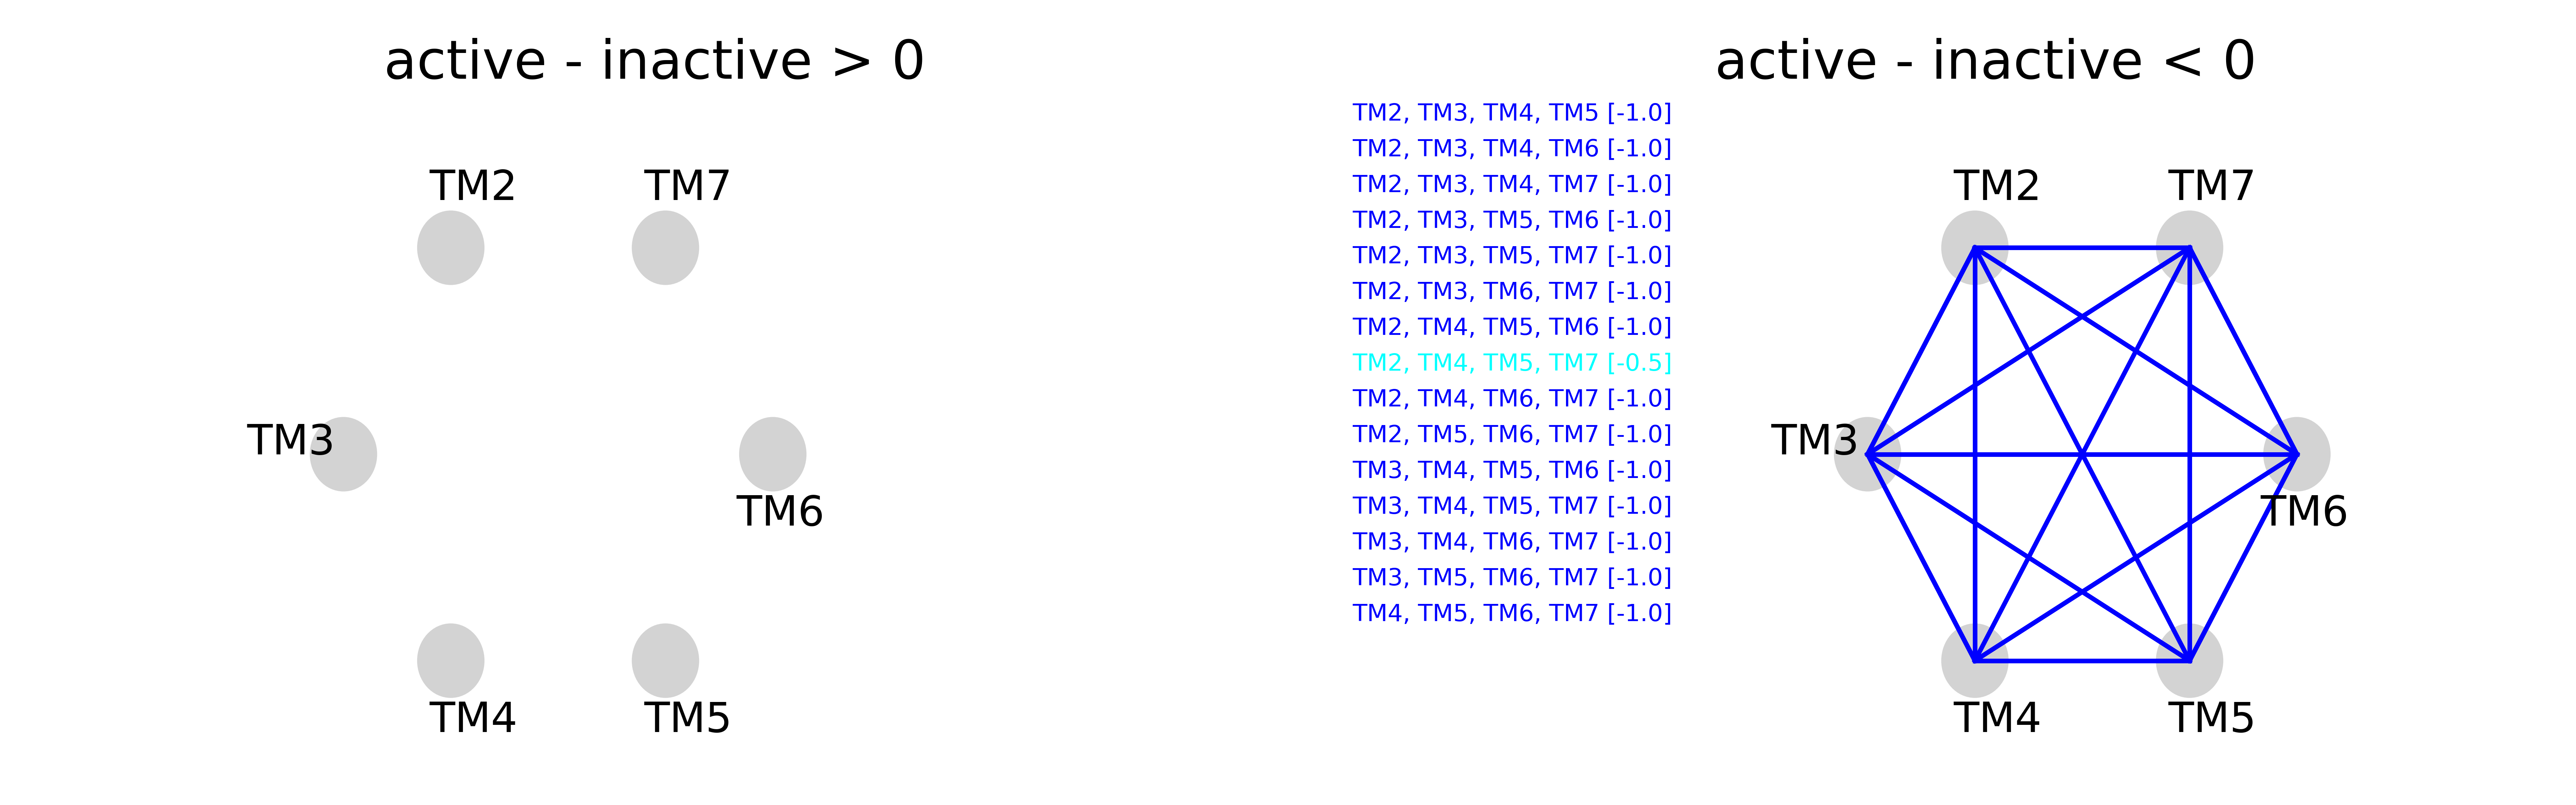 active - inactive > 0
TM2
TM7
TM3
TM6
TM4
TM5
active - inactive < 0
TM2, TM3, TM4, TM5 [-1.0]
TM2, TM3, TM4, TM6 [-1.0]
TM2, TM3, TM4, TM7 [-1.0]
TM2, TM3, TM5, TM6 [-1.0]
TM2, TM3, TM5, TM7 [-1.0]
TM2, TM3, TM6, TM7 [-1.0]
TM2, TM4, TM5, TM6 [-1.0]
TM2, TM4, TM5, TM7 [-0.5]
TM2, TM4, TM6, TM7 [-1.0]
TM2, TM5, TM6, TM7 [-1.0]
TM3, TM4, TM5, TM6 [-1.0]
TM3, TM4, TM5, TM7 [-1.0]
TM3, TM4, TM6, TM7 [-1.0]
TM3, TM5, TM6, TM7 [-1.0]
TM4, TM5, TM6, TM7 [-1.0]
TM2
TM7
TM3
TM6
TM4
TM5